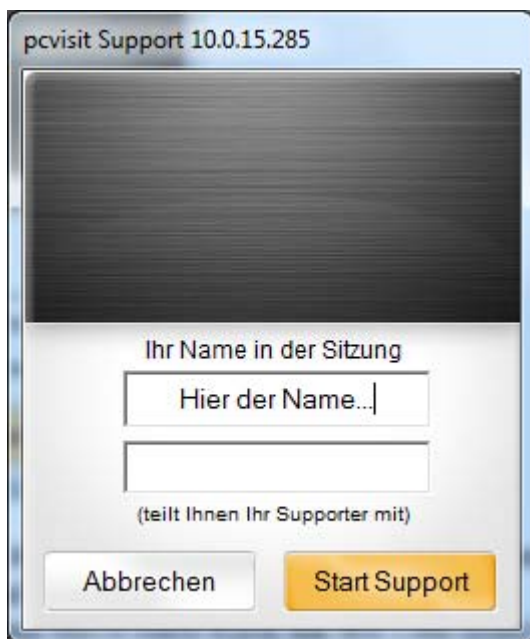 pcvisit Support 10.0.15.285
Ihr Name in der Sitzung
Hier der Name...
(teilt Ihnen Ihr Supporter mit)
Abbrechen
Start Support